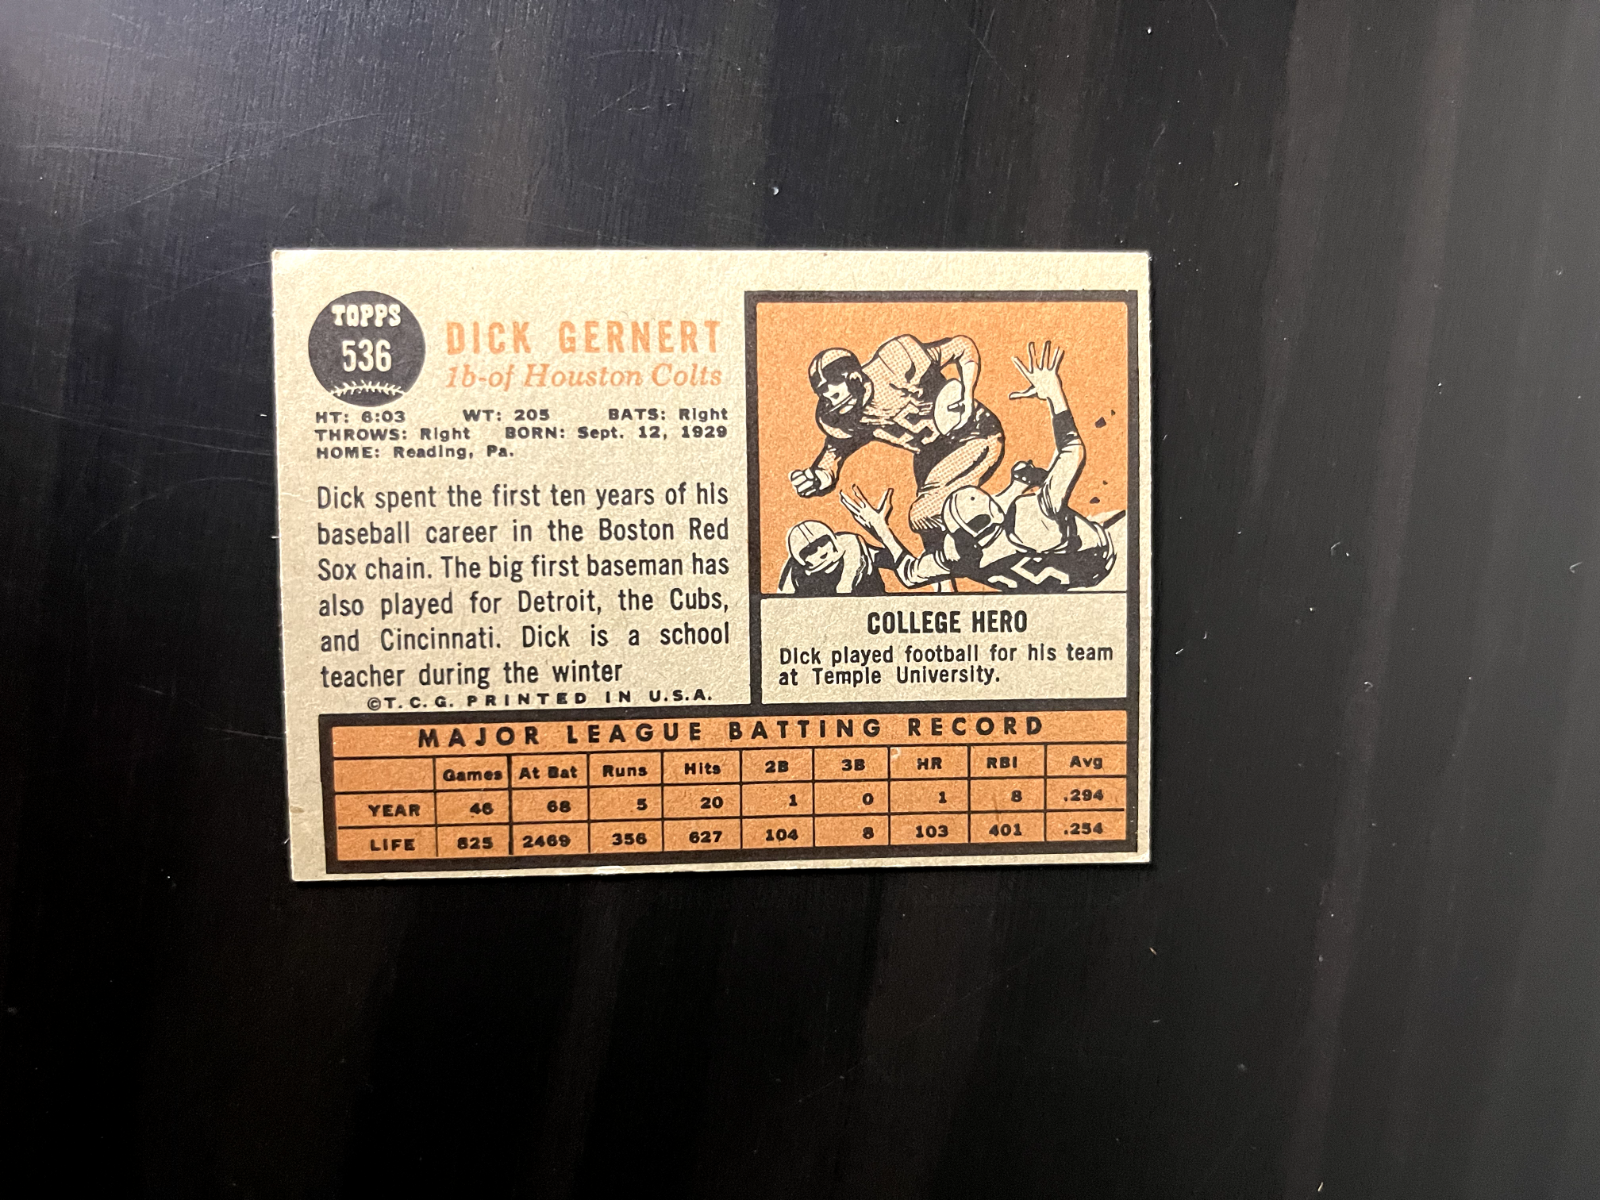 TOPPS
536
DICK GERNERT
1b-of Houston Colts
HT: 6:03 WT: 205 BATS: Right
THROWS: Right BORN: Sept. 12, 1929
HOME: Reading, Pa.
Dick spent the first ten years of his
baseball career in the Boston Red
Sox chain. The big first baseman has
also played for Detroit, the Cubs,
and Cincinnati. Dick is a school
teacher during the winter
©T.C.G. PRINTED IN U.S.A.
COLLEGE HERO
Dick played football for his team
at Temple University.
MAJOR LEAGUE BATTING RECORD
Games At Bat Runs Hits 2B 3B HR RBI Avg
YEAR 46 68 5 20 1 0 1 8 .294
LIFE 825 2469 356 627 104 8 103 401 .254